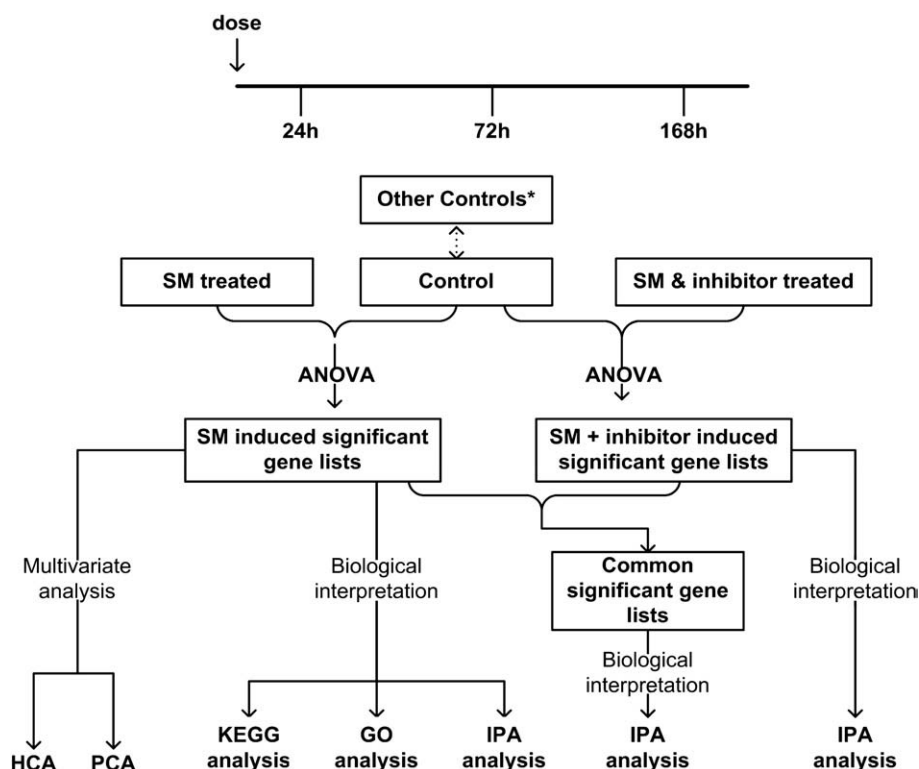 dose
24h 72h 168h
Other Controls*
SM treated Control SM & inhibitor treated
ANOVA ANOVA
SM induced significant
gene lists
SM + inhibitor induced
significant gene lists
Multivariate
analysis
Biological
interpretation
Common
significant gene
lists
Biological
interpretation
Biological
interpretation
HCA PCA
KEGG
analysis
GO
analysis
IPA
analysis
IPA
analysis
IPA
analysis